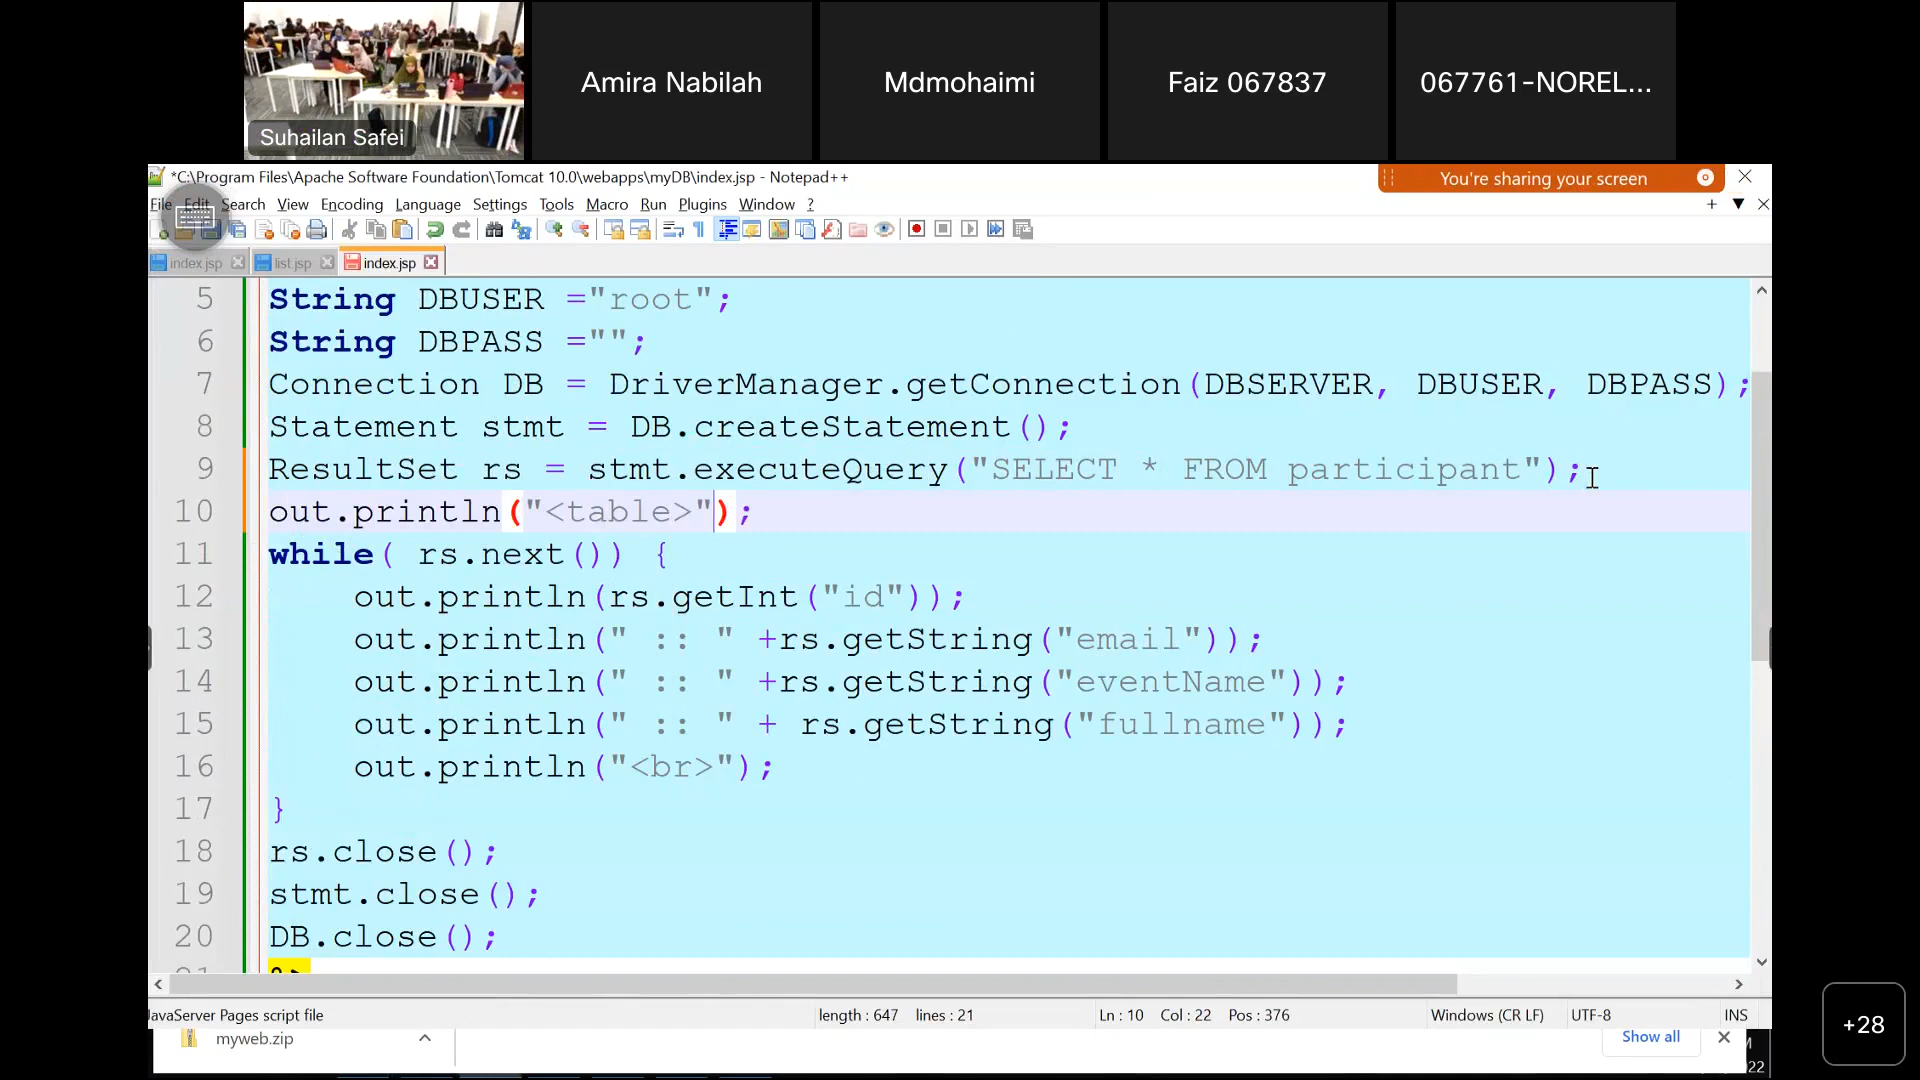 Suhailan Safei
Amira Nabilah
Mdmohaimi
Faiz 067837
067761-NOREL...
*C:\Program Files\Apache Software Foundation\Tomcat 10.0\webapps\myDB\index.jsp - Notepad++
You're sharing your screen
File Edit Search View Encoding Language Settings Tools Macro Run Plugins Window ?
index.jsp list.jsp index.jsp
5 String DBUSER ="root";
6 String DBPASS ="";
7 Connection DB = DriverManager.getConnection(DBSERVER, DBUSER, DBPASS);
8 Statement stmt = DB.createStatement();
9 ResultSet rs = stmt.executeQuery("SELECT * FROM participant");
10 out.println("<table>");
11 while( rs.next()) {
12 out.println(rs.getInt("id"));
13 out.println(" :: " +rs.getString("email"));
14 out.println(" :: " +rs.getString("eventName"));
15 out.println(" :: " + rs.getString("fullname"));
16 out.println("<br>");
17 }
18 rs.close();
19 stmt.close();
20 DB.close();
21 %>
JavaServer Pages script file length : 647 lines : 21 Ln : 10 Col : 22 Pos : 376 Windows (CR LF) UTF-8 INS
myweb.zip
Show all
+28